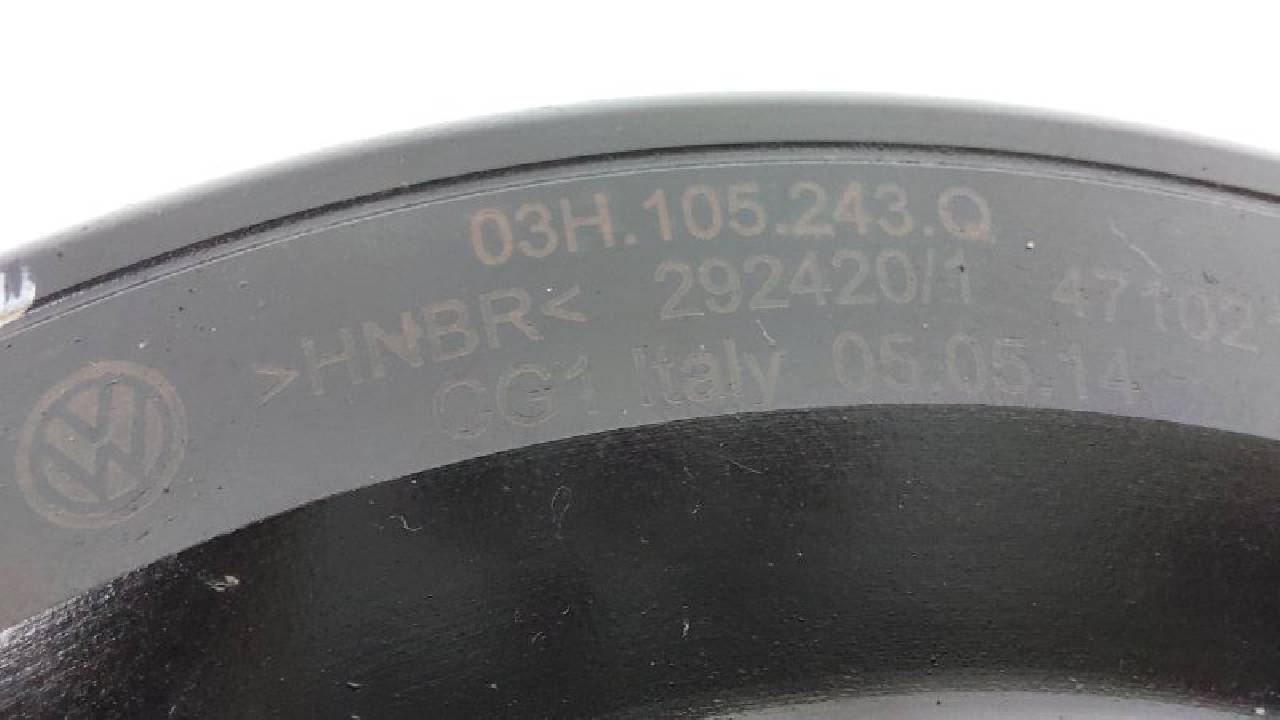 03H.105.243.Q
>HNBR< 292420/1 47102
CG1 Italy 05.05.14